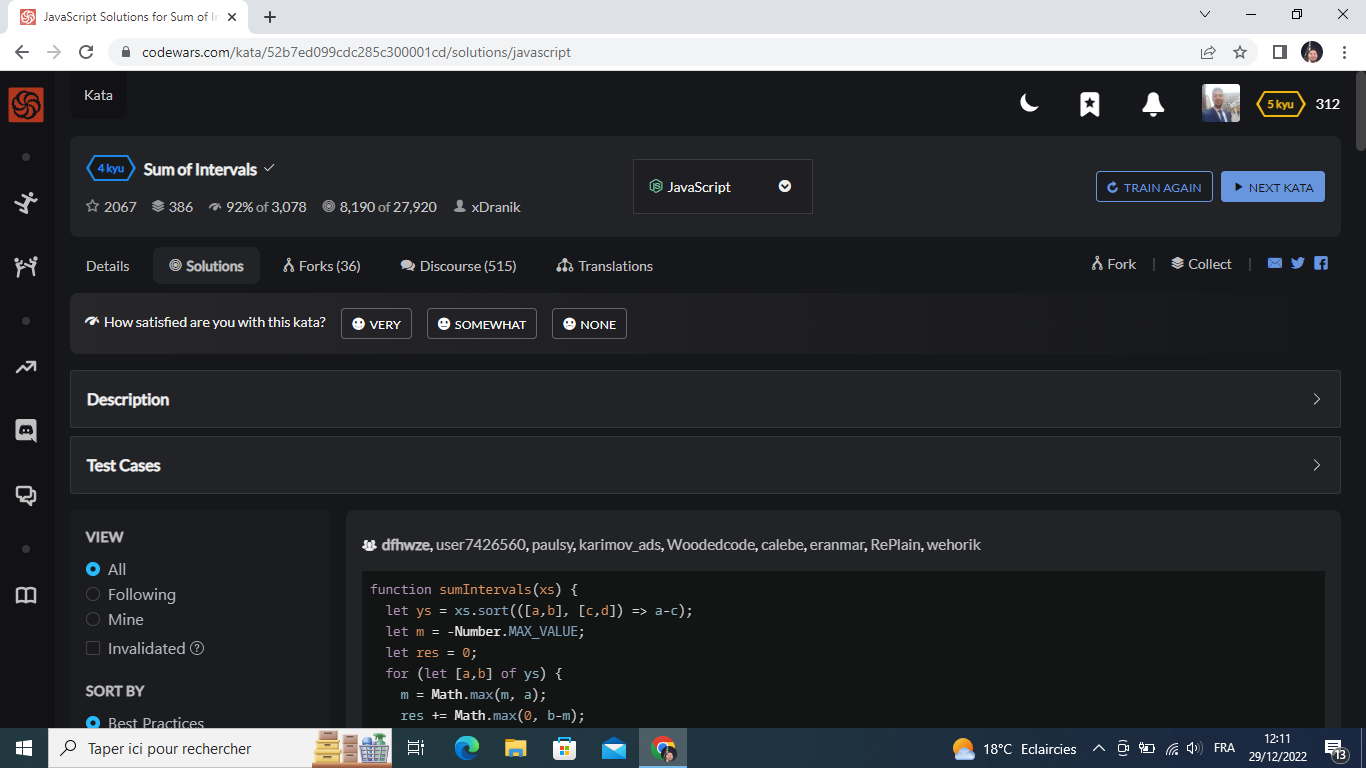 JavaScript Solutions for Sum of In
codewars.com/kata/52b7ed099cdc285c300001cd/solutions/javascript
Kata
5 kyu 312
4 kyu Sum of Intervals
JavaScript
TRAIN AGAIN NEXT KATA
2067 386 92% of 3,078 8,190 of 27,920 xDranik
Details Solutions Forks (36) Discourse (515) Translations
Fork | Collect |
How satisfied are you with this kata? VERY SOMEWHAT NONE
Description
Test Cases
VIEW
All
Following
Mine
Invalidated
SORT BY
Best Practices
dfhwze, user7426560, paulsy, karimov_ads, Woodedcode, calebe, eranmar, RePlain, wehorik
function sumIntervals(xs) {
let ys = xs.sort(([a,b], [c,d]) => a-c);
let m = -Number.MAX_VALUE;
let res = 0;
for (let [a,b] of ys) {
m = Math.max(m, a);
res += Math.max(0, b-m);
Taper ici pour rechercher
18°C Eclaircies
FRA
12:11
29/12/2022
13